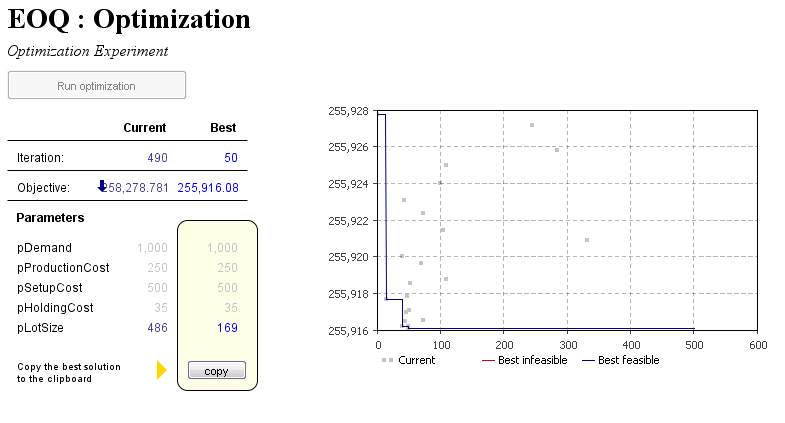 EOQ : Optimization
Optimization Experiment
Run optimization
Current Best
Iteration: 490 50
Objective: 258,278.781 255,916.08
Parameters
pDemand 1,000 1,000
pProductionCost 250 250
pSetupCost 500 500
pHoldingCost 35 35
pLotSize 486 169
Copy the best solution
to the clipboard
copy
255,928
255,926
255,924
255,922
255,920
255,918
255,916
0 100 200 300 400 500 600
Current Best infeasible Best feasible